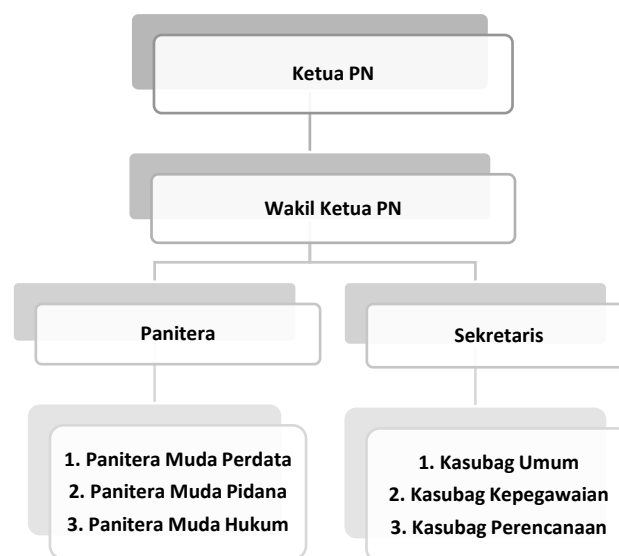 Ketua PN
Wakil Ketua PN
Panitera
Sekretaris
1. Panitera Muda Perdata
2. Panitera Muda Pidana
3. Panitera Muda Hukum
1. Kasubag Umum
2. Kasubag Kepegawaian
3. Kasubag Perencanaan